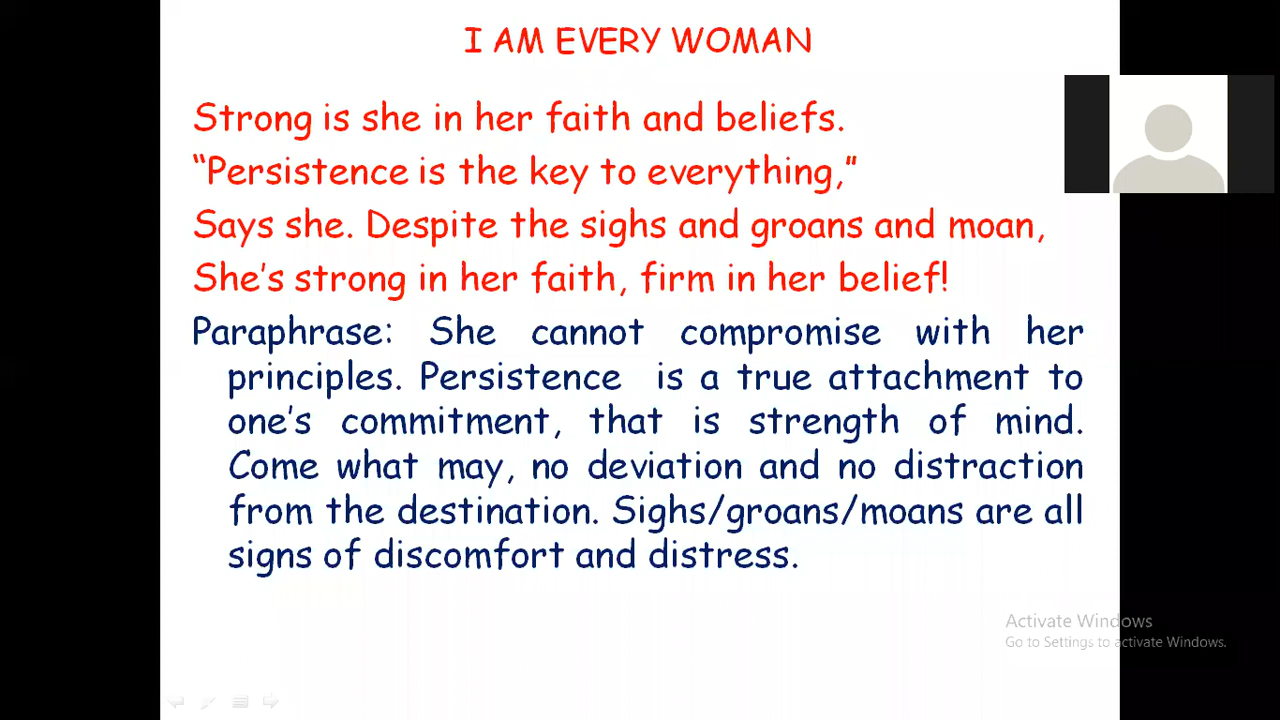 I AM EVERY WOMAN
Strong is she in her faith and beliefs.
“Persistence is the key to everything,”
Says she. Despite the sighs and groans and moan,
She’s strong in her faith, firm in her belief!
Paraphrase: She cannot compromise with her
principles. Persistence is a true attachment to
one’s commitment, that is strength of mind.
Come what may, no deviation and no distraction
from the destination. Sighs/groans/moans are all
signs of discomfort and distress.
Activate Windows
Go to Settings to activate Windows.